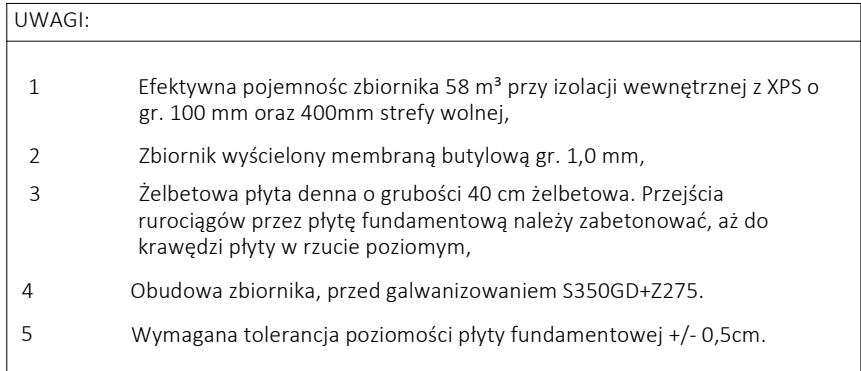 UWAGI:
1 Efektywna pojemnośc zbiornika 58 m³ przy izolacji wewnętrznej z XPS o
gr. 100 mm oraz 400mm strefy wolnej,
2 Zbiornik wyścielony membraną butylową gr. 1,0 mm,
3 Żelbetowa płyta denna o grubości 40 cm żelbetowa. Przejścia
rurociągów przez płytę fundamentową należy zabetonować, aż do
krawędzi płyty w rzucie poziomym,
4 Obudowa zbiornika, przed galwanizowaniem S350GD+Z275.
5 Wymagana tolerancja poziomości płyty fundamentowej +/- 0,5cm.